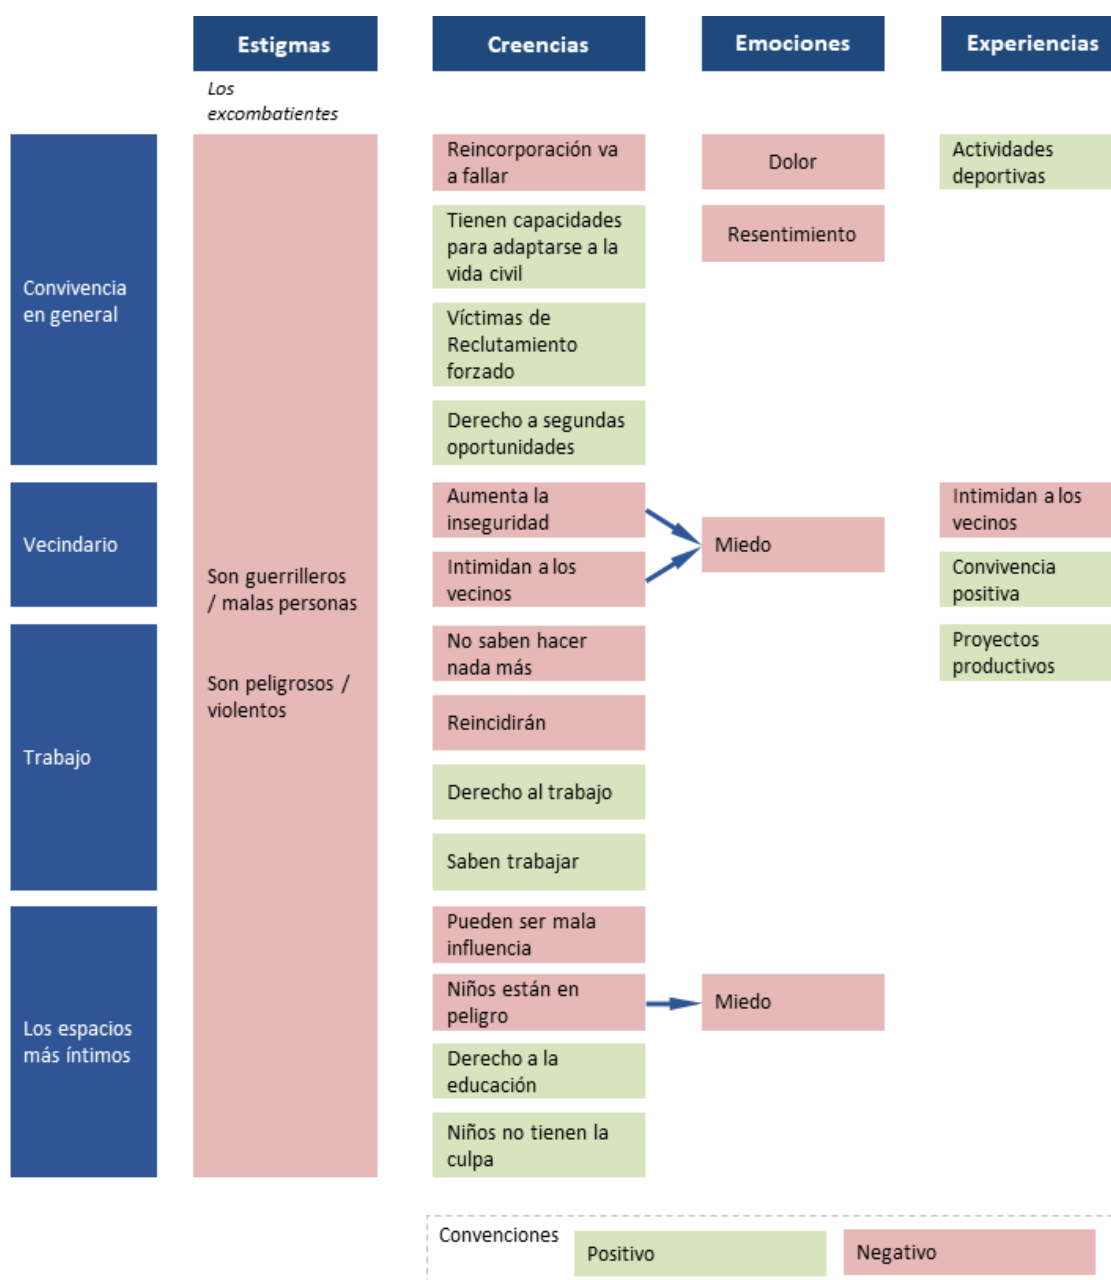 Estigmas
Creencias
Emociones
Experiencias
Los
excombatientes
Convivencia
en general
Son guerrilleros
/ malas personas
Son peligrosos /
violentos
Reincorporación va
a fallar
Tienen capacidades
para adaptarse a la
vida civil
Víctimas de
Reclutamiento
forzado
Derecho a segundas
oportunidades
Dolor
Resentimiento
Actividades
deportivas
Vecindario
Aumenta la
inseguridad
Intimidan a los
vecinos
Miedo
Intimidan a los
vecinos
Convivencia
positiva
Trabajo
No saben hacer
nada más
Reincidirán
Derecho al trabajo
Saben trabajar
Proyectos
productivos
Los espacios
más íntimos
Pueden ser mala
influencia
Niños están en
peligro
Derecho a la
educación
Niños no tienen la
culpa
Miedo
Convenciones
Positivo
Negativo